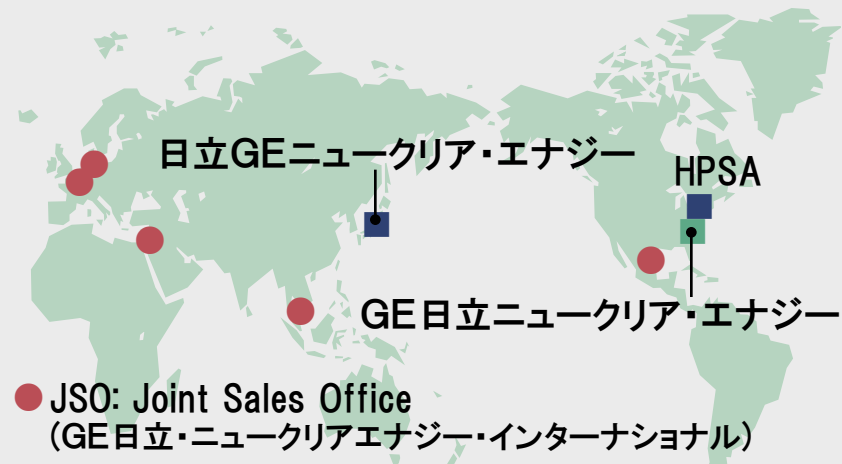 日立GEニュークリア・エナジー
HPSA
GE日立ニュークリア・エナジー
JSO: Joint Sales Office
(GE日立・ニュークリアエナジー・インターナショナル)